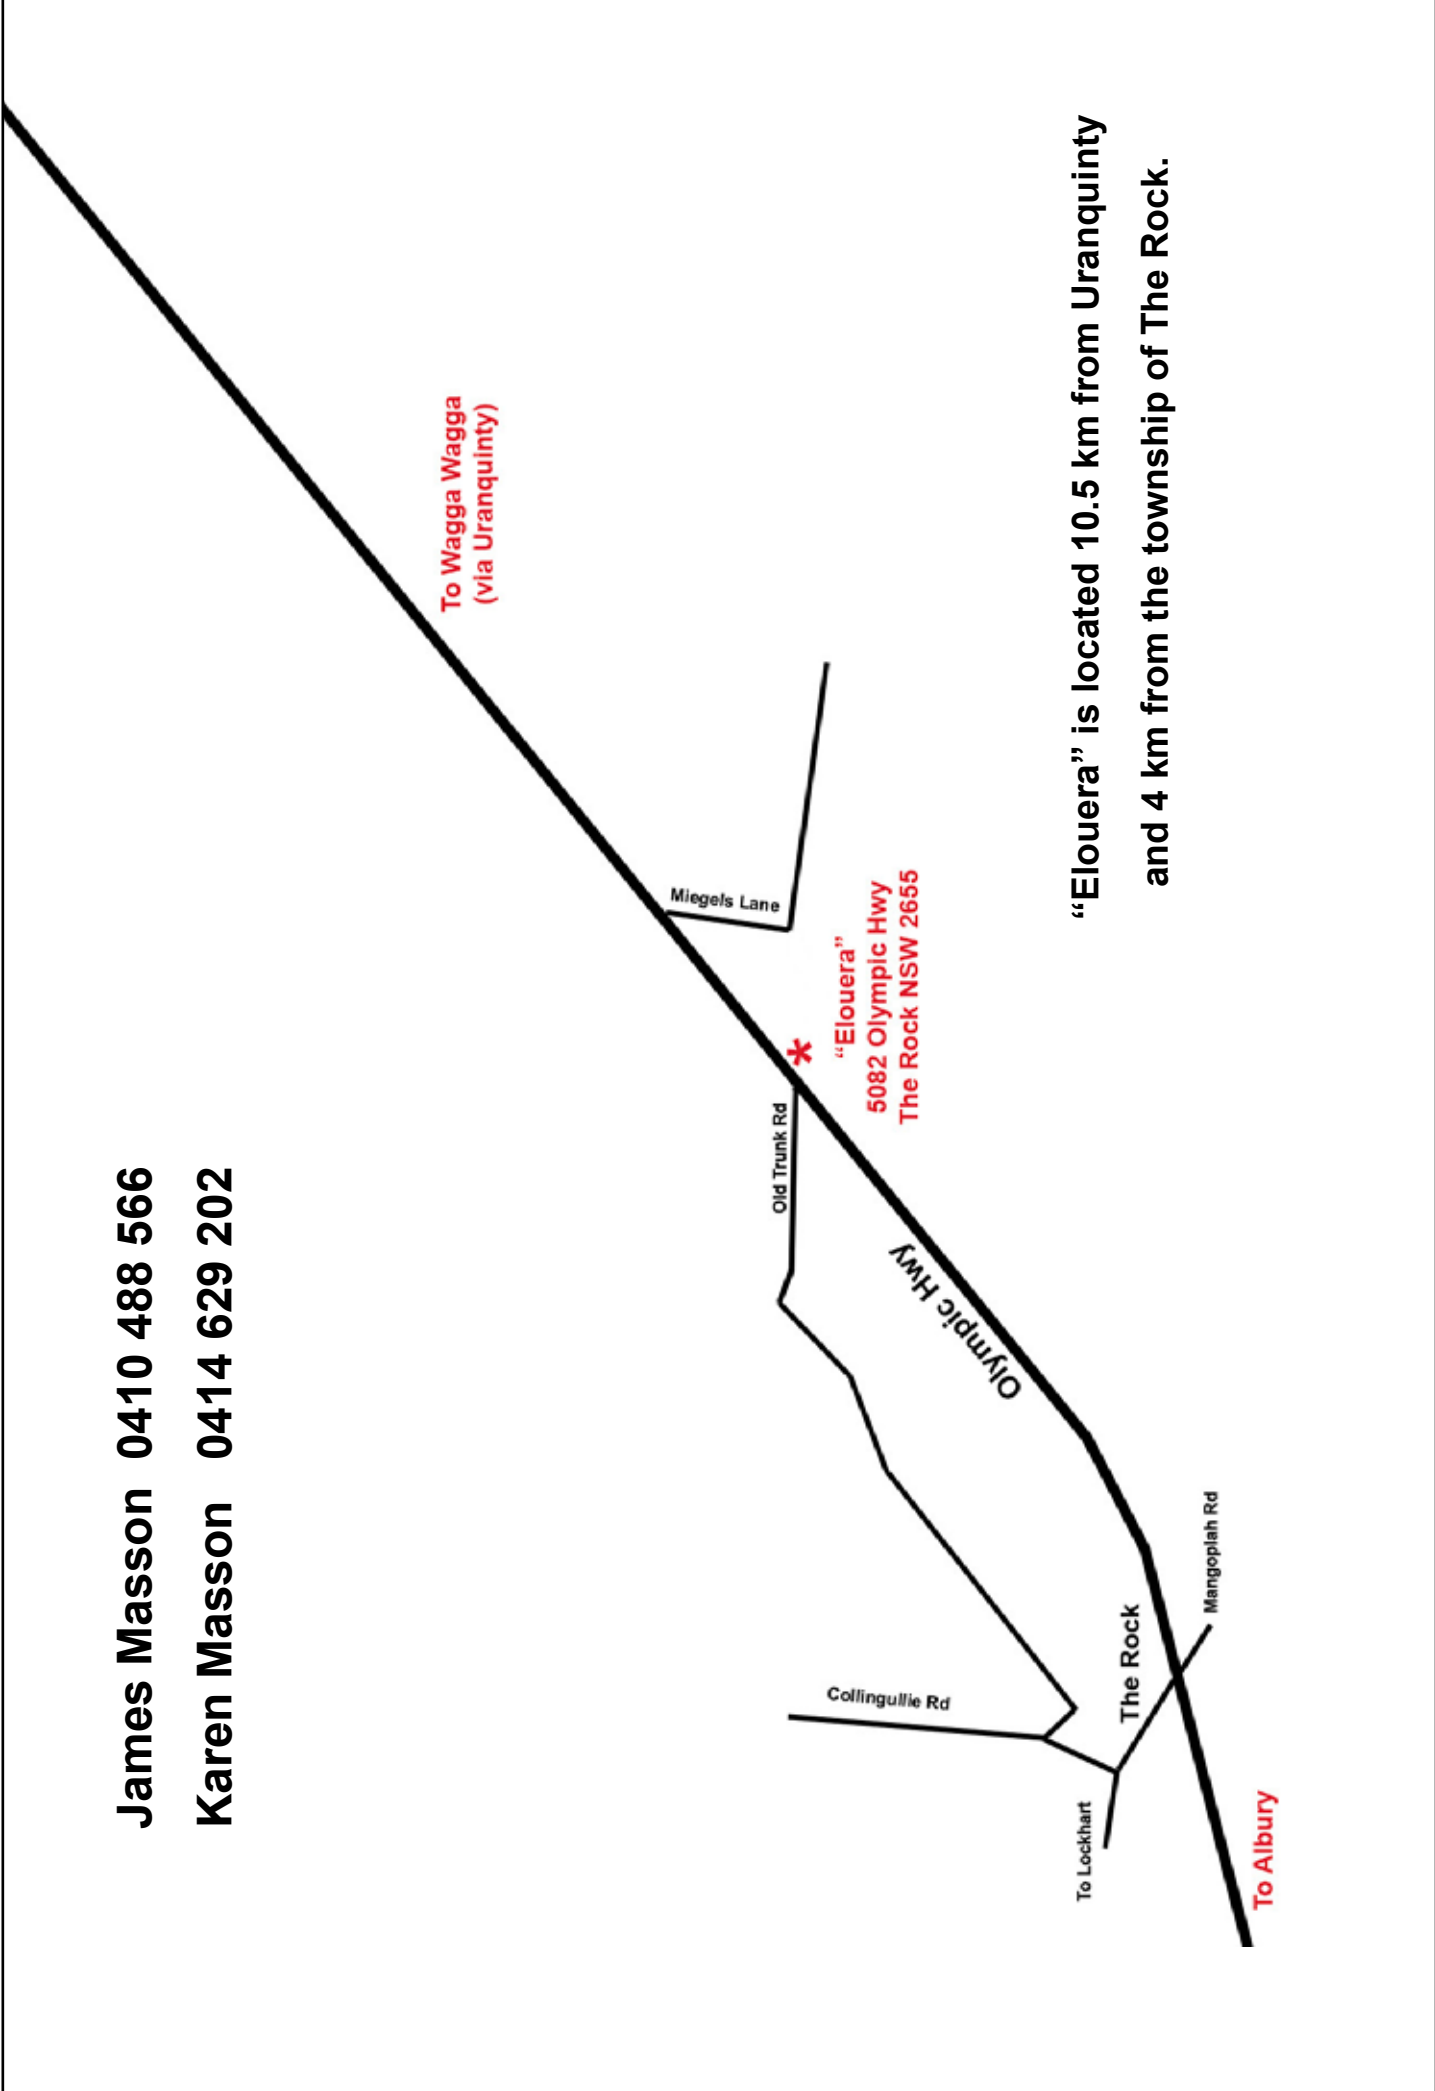 James Masson 0410 488 566
Karen Masson 0414 629 202
To Wagga Wagga
(via Uranquinty)
Miegels Lane
Old Trunk Rd
*
“Elouera”
5082 Olympic Hwy
The Rock NSW 2655
Olympic Hwy
Collingullie Rd
To Lockhart
The Rock
Mangoplah Rd
To Albury
“Elouera” is located 10.5 km from Uranquinty
and 4 km from the township of The Rock.